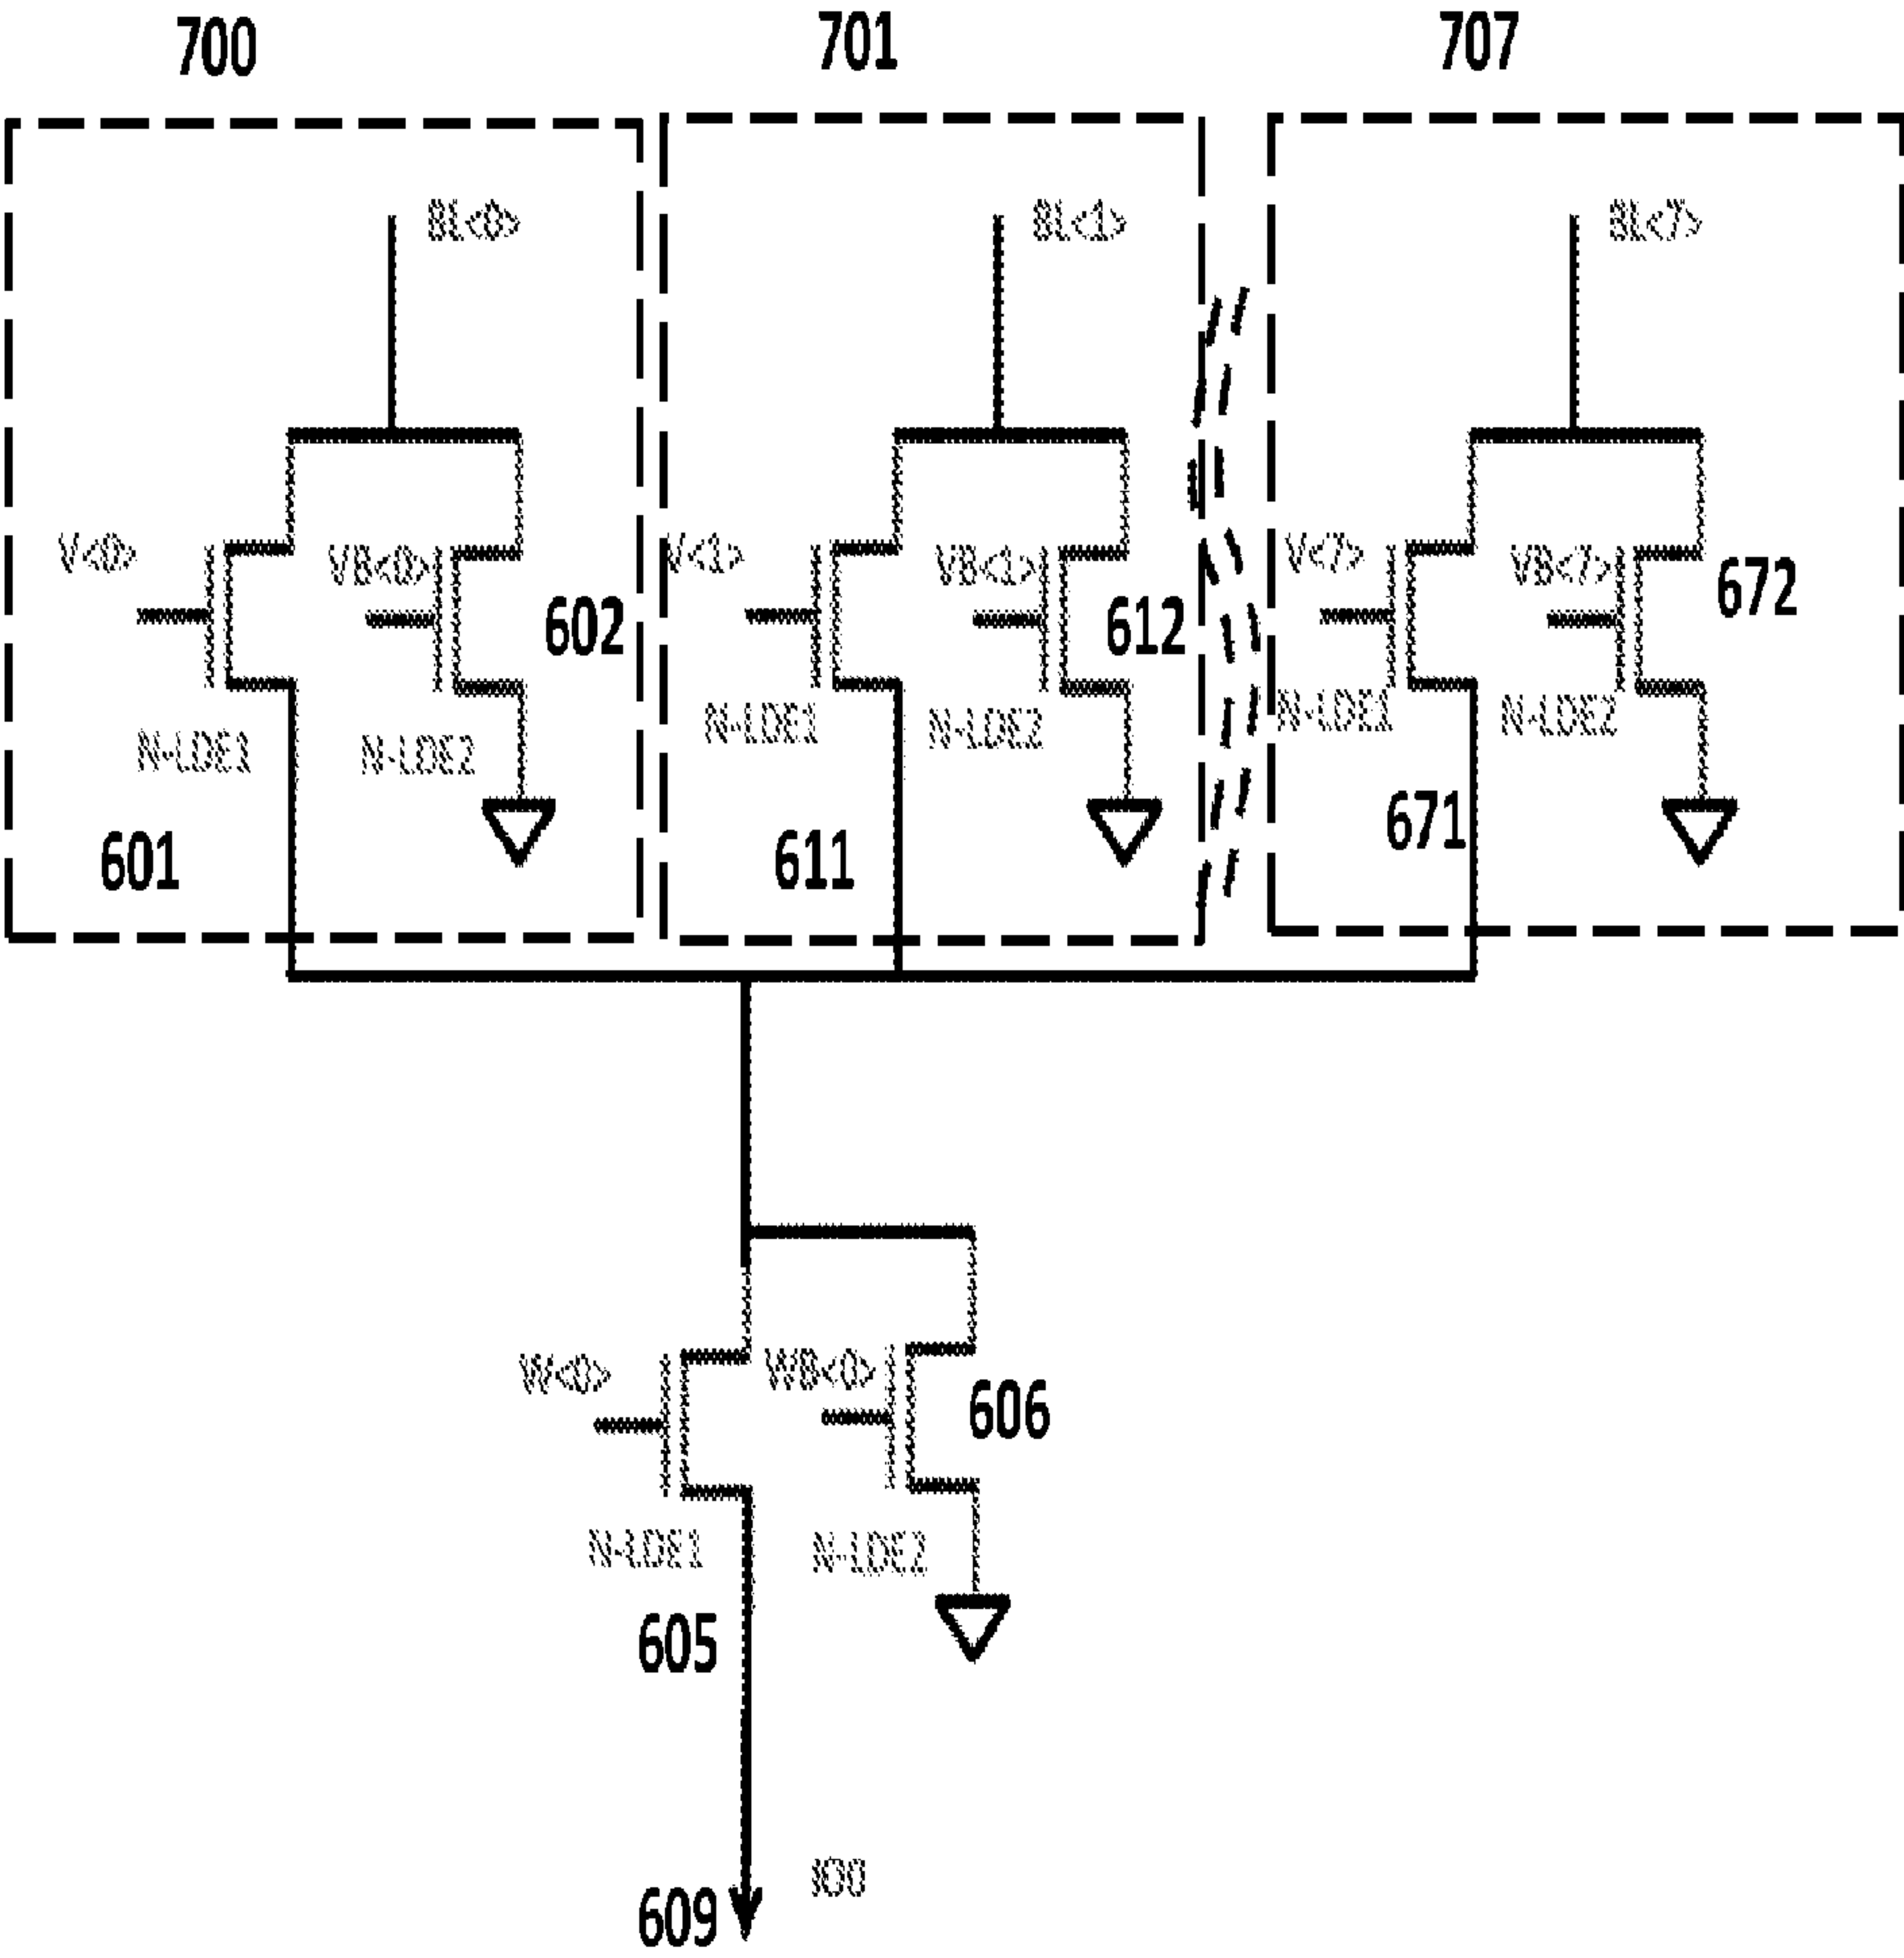 700
701
707
BL<0>
BL<1>
BL<7>
V<0>
VB<0>
602
V<1>
VB<1>
612
V<7>
VB<7>
672
N-LDE1
N-LDE2
N-LDE1
N-LDE2
N-LDE1
N-LDE2
601
611
671
W<0>
WB<0>
606
N-LDE1
N-LDE2
605
609